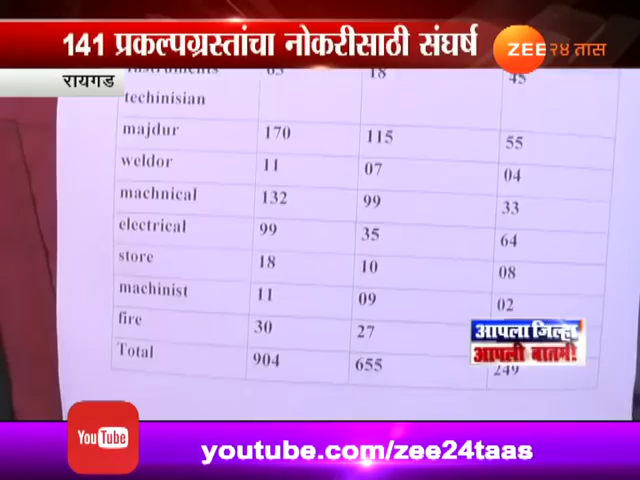 141 प्रकल्पग्रस्तांचा नोकरीसाठी संघर्ष
ZEE २४ तास
रायगड
instruments 63 18 45
techinisian
majdur 170 115 55
weldor 11 07 04
machnical 132 99 33
electrical 99 35 64
store 18 10 08
machinist 11 09 02
fire 30 27
Total 904 655 249
आपला जिल्हा
आपली बातमी
YouTube
youtube.com/zee24taas